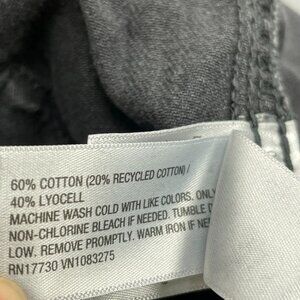 60% COTTON (20% RECYCLED COTTON) /
40% LYOCELL
MACHINE WASH COLD WITH LIKE COLORS. ONLY
NON-CHLORINE BLEACH IF NEEDED. TUMBLE D
LOW. REMOVE PROMPTLY. WARM IRON IF NE
RN17730 VN1083275